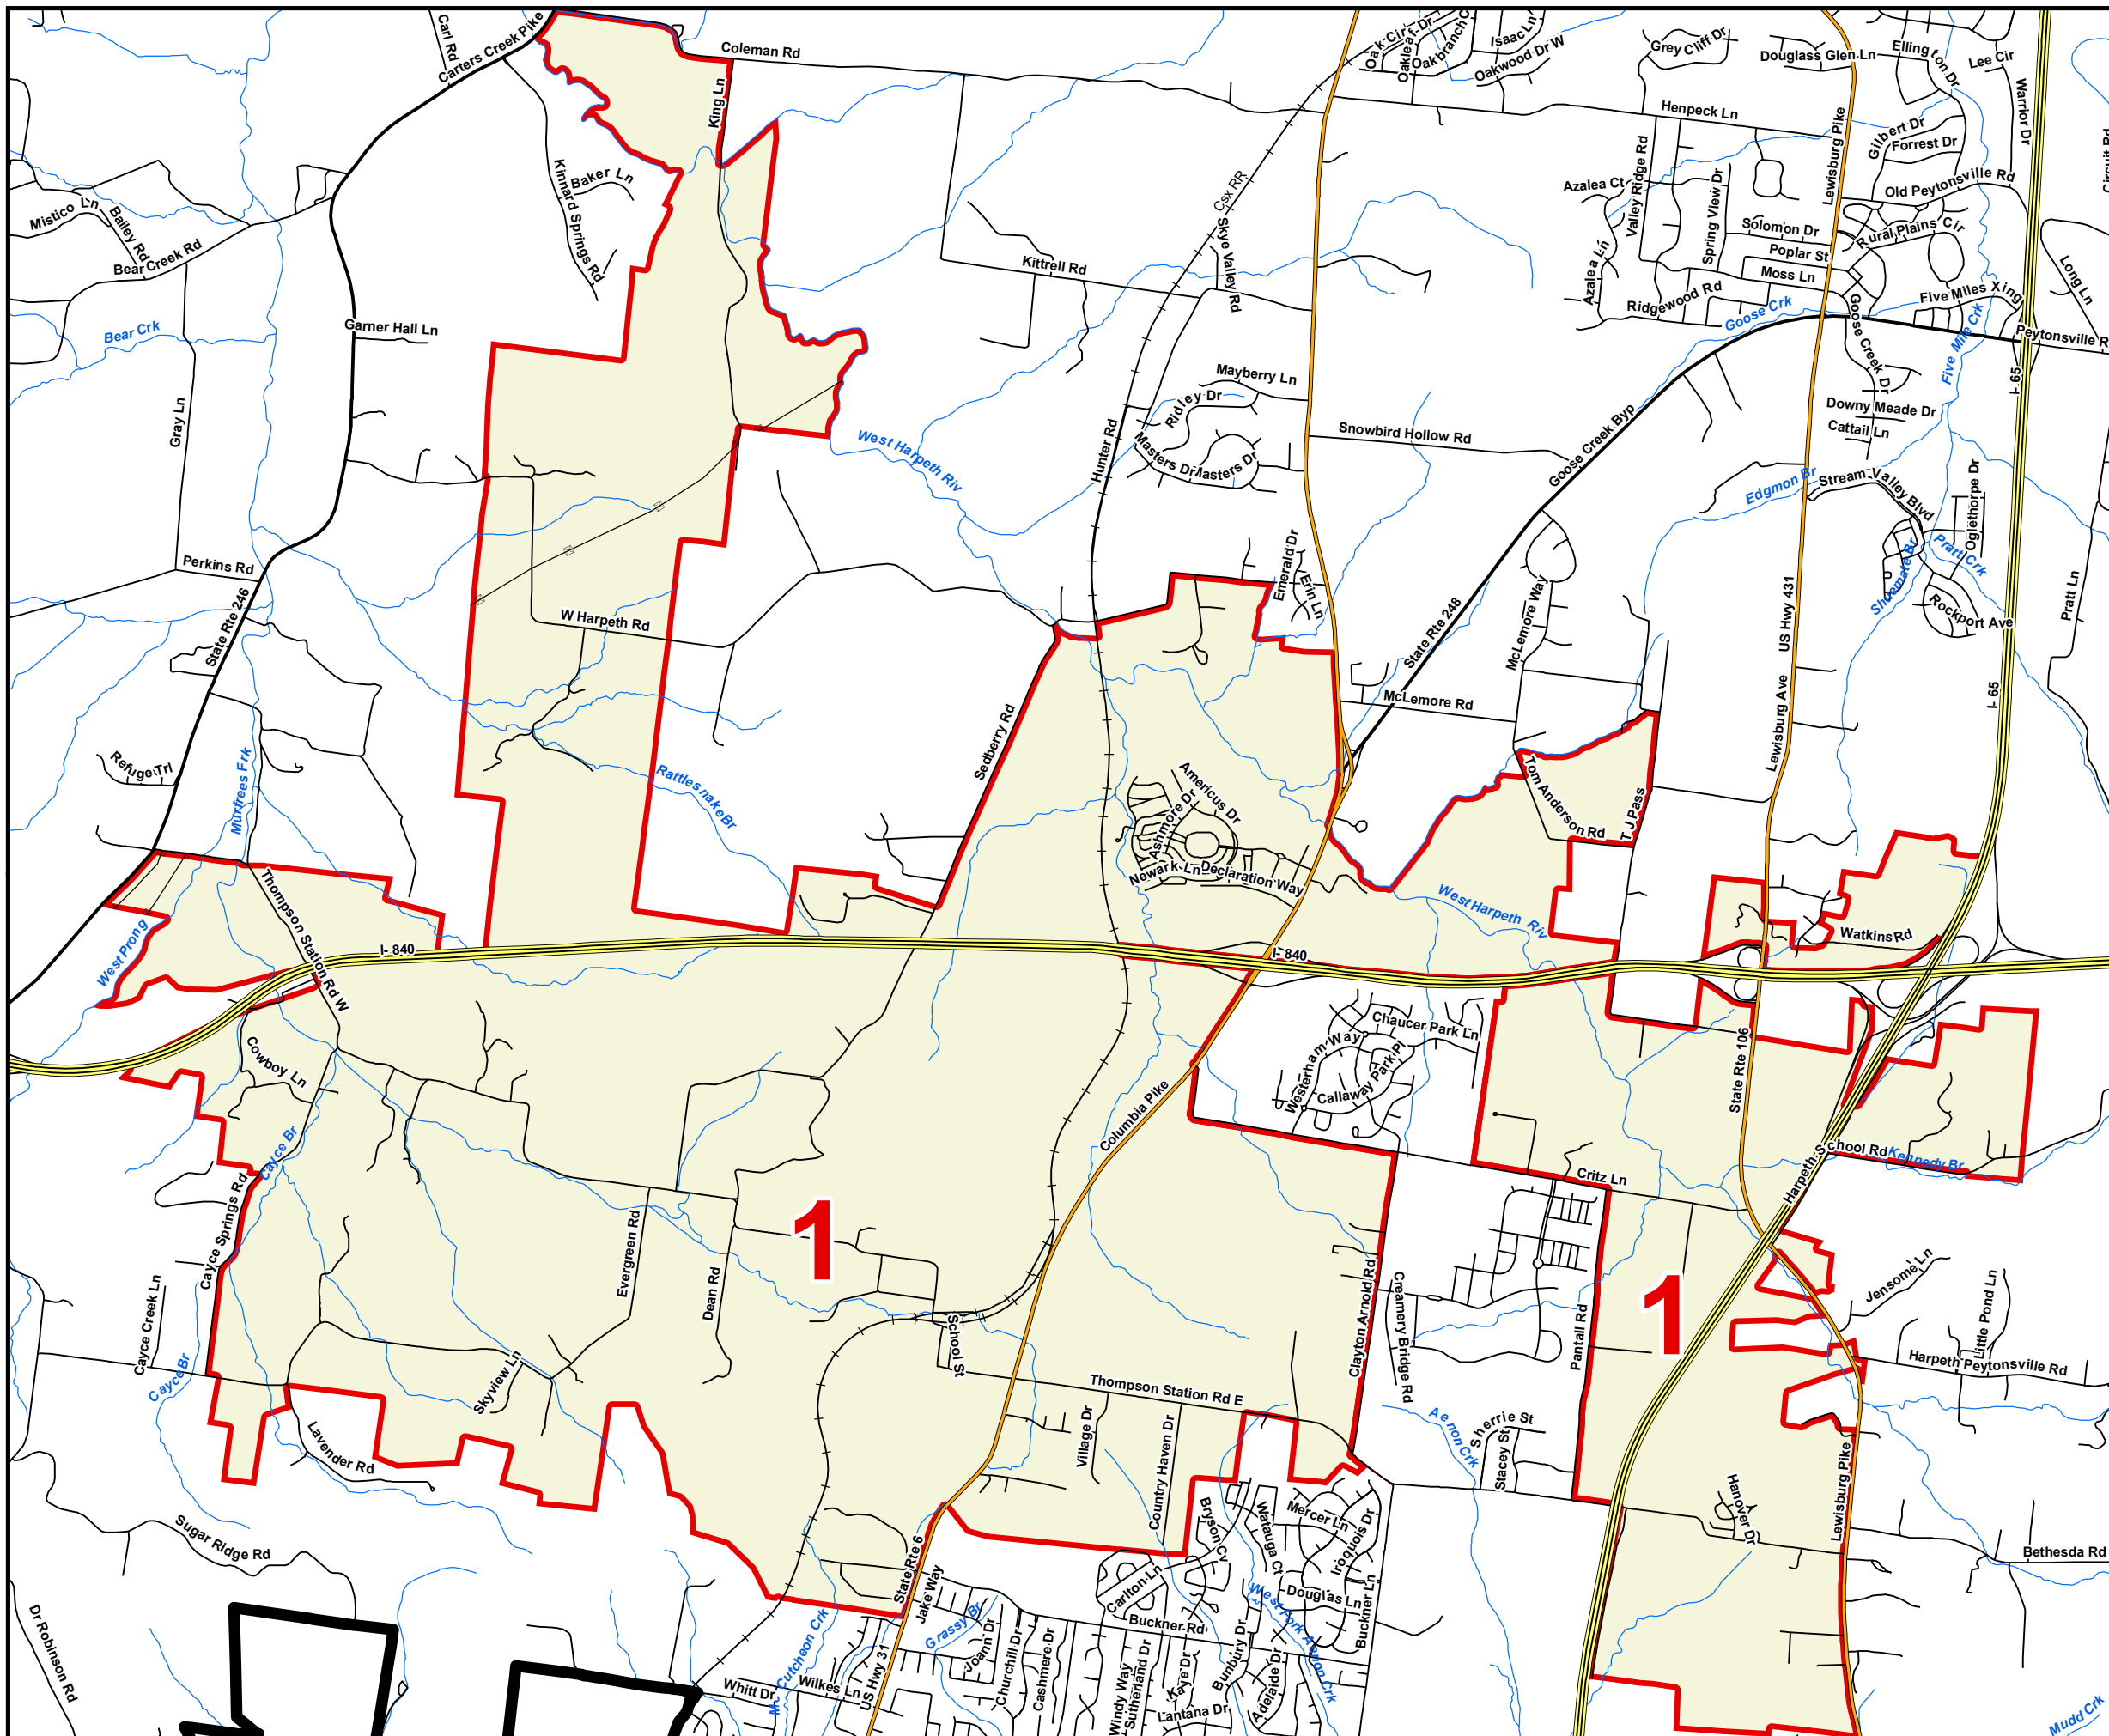 Carl Rd
Carters Creek Pike
Coleman Rd
King Ln
Oak Cir
Oakleaf Dr
Oakbranch C
Isaac Ln
Oakwood Dr W
Grey Cliff Dr
Douglass Glen Ln
Ellington Dr
Lee Cir
Warrior Dr
Circuit Rd
Henpeck Ln
Lewisburg Pike
Gilbert Dr
Forrest Dr
Old Peytonsville Rd
Kinnard Springs Rd
Baker Ln
Mistico Ln
Bailey Rd
Bear Creek Rd
Csx RR
Skye Valley Rd
Kittrell Rd
Azalea Ct
Azalea Ln
Valley Ridge Rd
Spring View Dr
Solomon Dr
Poplar St
Moss Ln
Ridgewood Rd
Rural Plains Cir
Goose Crk
Goose Creek Dr
Five Miles Xing
Five Mile Crk
Long Ln
Peytonsville R
I- 65
Bear Crk
Garner Hall Ln
Gray Ln
Mayberry Ln
Ridley Dr
Masters Dr
Masters Dr
Hunter Rd
Snowbird Hollow Rd
Goose Creek Byp
Downy Meade Dr
Cattail Ln
West Harpeth Riv
Edgmon Br
Stream Valley Blvd
Oglethorpe Dr
Pratt Crk
Shumate Br
Rockport Ave
Pratt Ln
Perkins Rd
State Rte 246
W Harpeth Rd
Emerald Dr
Erin Ln
State Rte 248
McLemore Way
McLemore Rd
US Hwy 431
Lewisburg Ave
I- 65
Refuge Trl
Murfrees Frk
Rattlesnake Br
Sedberry Rd
Americus Dr
Ashmore Dr
Newark Ln
Declaration Way
Tom Anderson Rd
T J Pass
West Harpeth Riv
Watkins Rd
West Prong
Thompson Station Rd W
I- 840
I- 840
Chaucer Park Ln
Westerham Way
Callaway Park Pl
State Rte 106
Cowboy Ln
Cayce Br
Columbia Pike
Harpeth School Rd
Kennedy Br
Critz Ln
Cayce Springs Rd
Evergreen Rd
Dean Rd
1
1
Clayton Arnold Rd
Creamery Bridge Rd
Pantall Rd
Jensome Ln
Little Pond Ln
Harpeth Peytonsville Rd
Cayce Creek Ln
Cayce Br
Skyview Ln
School St
Thompson Station Rd E
Village Dr
Country Haven Dr
Aenon Crk
Sherrie St
Stacey St
Lavender Rd
Hanover Dr
Lewisburg Pike
Bethesda Rd
Sugar Ridge Rd
Dr Robinson Rd
State Rte 6
Jake Way
Bryson Cv
Watauga Ct
Mercer Ln
Iroquois Dr
Douglas Ln
Buckner Ln
Carlton Ln
Buckner Rd
West Fork Aenon Crk
Grassy Br
Joann Dr
Churchill Dr
Cashmere Dr
Windy Way
Sutherland Dr
Kaye Dr
Lantana Dr
Bunbury Dr
Adelaide Dr
Mc Cutcheon Crk
Whitt Dr
Wilkes Ln
US Hwy 31
Mudd Crk